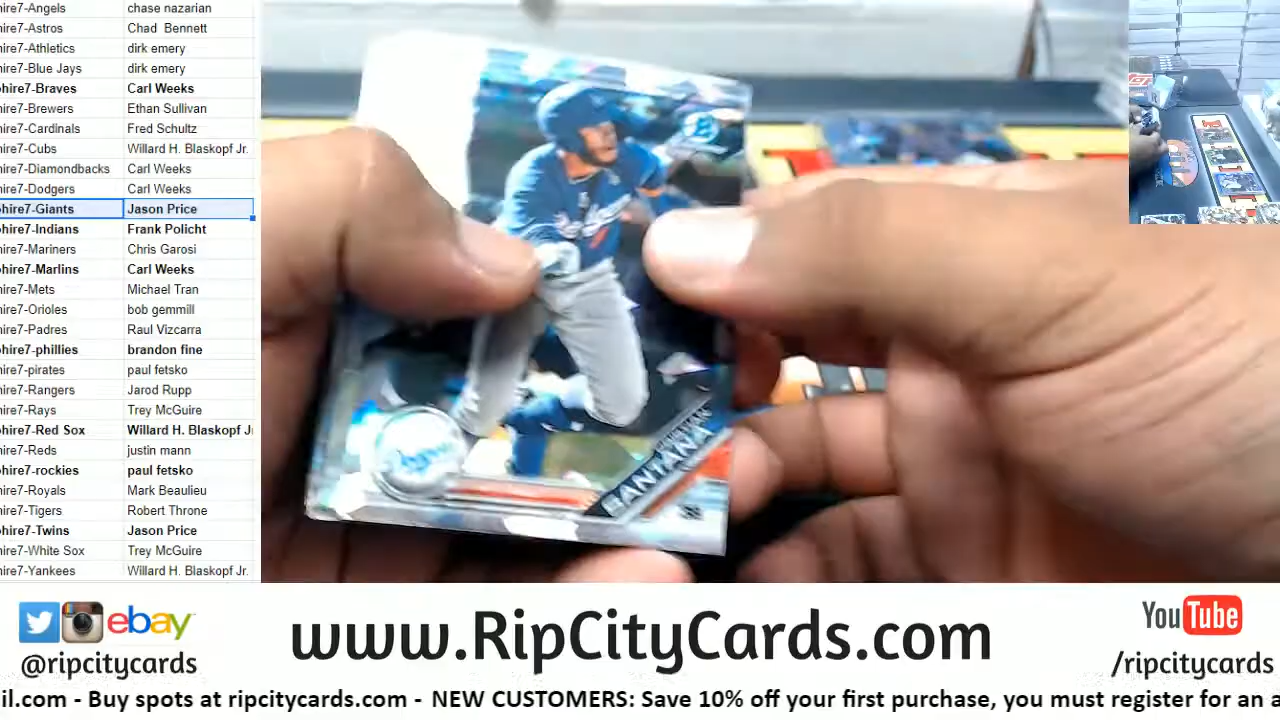 hire7-Angels chase nazarian
hire7-Astros Chad Bennett
hire7-Athletics dirk emery
hire7-Blue Jays dirk emery
hire7-Braves Carl Weeks
hire7-Brewers Ethan Sullivan
hire7-Cardinals Fred Schultz
hire7-Cubs Willard H. Blaskopf Jr.
hire7-Diamondbacks Carl Weeks
hire7-Dodgers Carl Weeks
hire7-Giants Jason Price
hire7-Indians Frank Policht
hire7-Mariners Chris Garosi
hire7-Marlins Carl Weeks
hire7-Mets Michael Tran
hire7-Orioles bob gemmill
hire7-Padres Raul Vizcarra
hire7-phillies brandon fine
hire7-pirates paul fetsko
hire7-Rangers Jarod Rupp
hire7-Rays Trey McGuire
hire7-Red Sox Willard H. Blaskopf J
hire7-Reds justin mann
hire7-rockies paul fetsko
hire7-Royals Mark Beaulieu
hire7-Tigers Robert Throne
hire7-Twins Jason Price
hire7-White Sox Trey McGuire
hire7-Yankees Willard H. Blaskopf Jr.
SANTANA
ebay
@ripcitycards
www.RipCityCards.com
YouTube
/ripcitycards
il.com - Buy spots at ripcitycards.com - NEW CUSTOMERS: Save 10% off your first purchase, you must register for an a